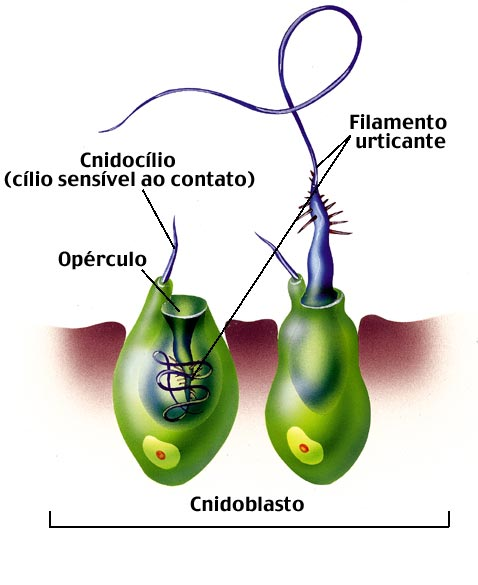 Filamento
urticante
Cnidocílio
(cílio sensível ao contato)
Opérculo
Cnidoblasto